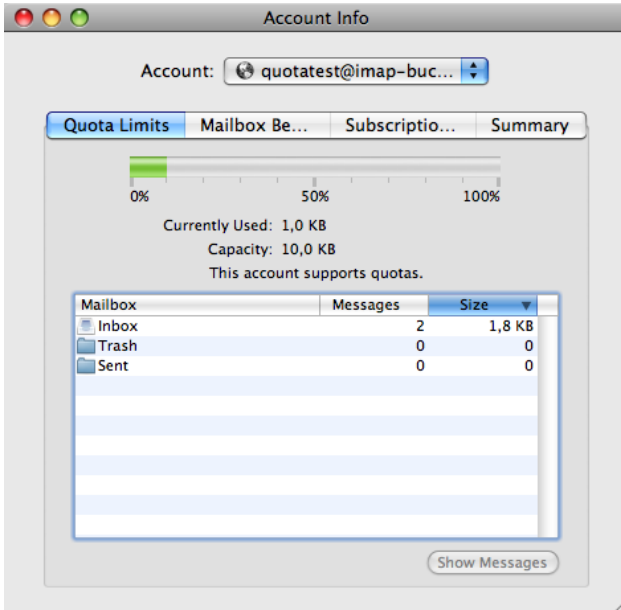 Account Info
Account: quotatest@imap-buc...
Quota Limits Mailbox Be... Subscriptio... Summary
0% 50% 100%
Currently Used: 1,0 KB
Capacity: 10,0 KB
This account supports quotas.
Mailbox Messages Size
Inbox 2 1,8 KB
Trash 0 0
Sent 0 0
Show Messages